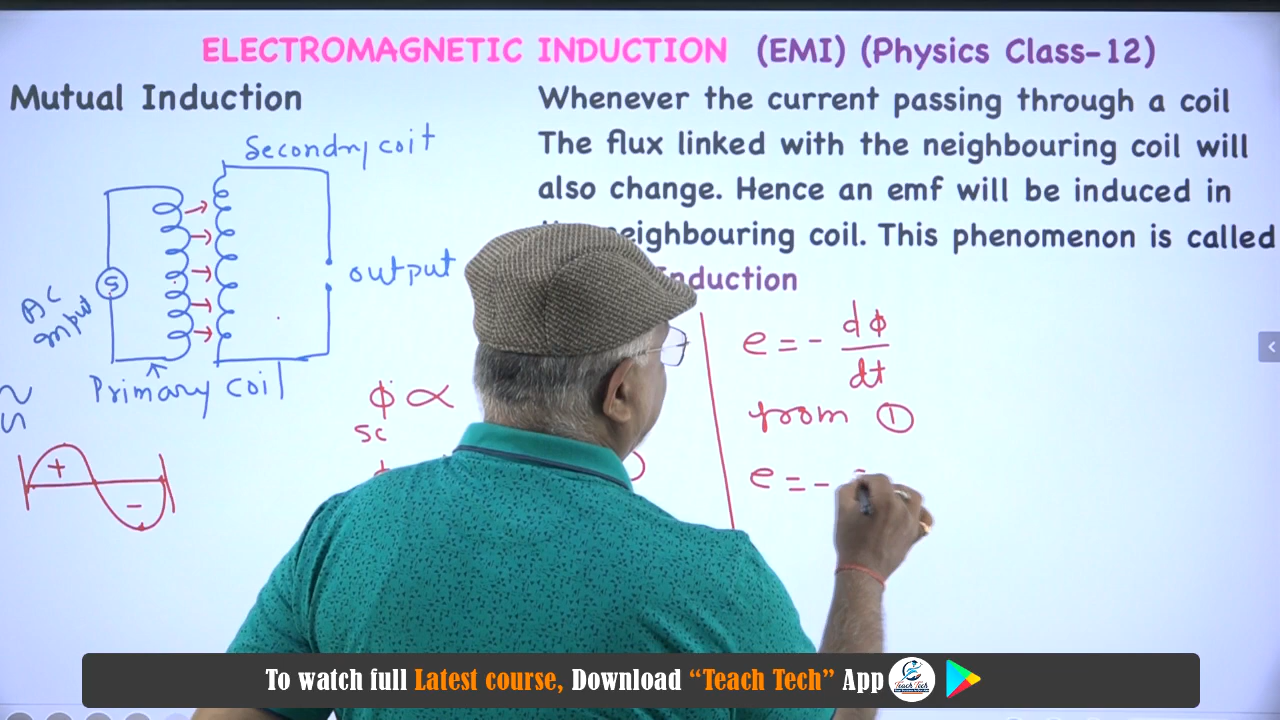 ELECTROMAGNETIC INDUCTION (EMI) (Physics Class-12)
Mutual Induction
Whenever the current passing through a coil
The flux linked with the neighbouring coil will
also change. Hence an emf will be induced in
neighbouring coil. This phenomenon is called
Induction
Secondry coil
output
AC
input
Primary coil
S
+
-
ϕ ∝
SC
e = - dϕ/dt
from ①
e = -
To watch full Latest course, Download “Teach Tech” App
Teach Tech